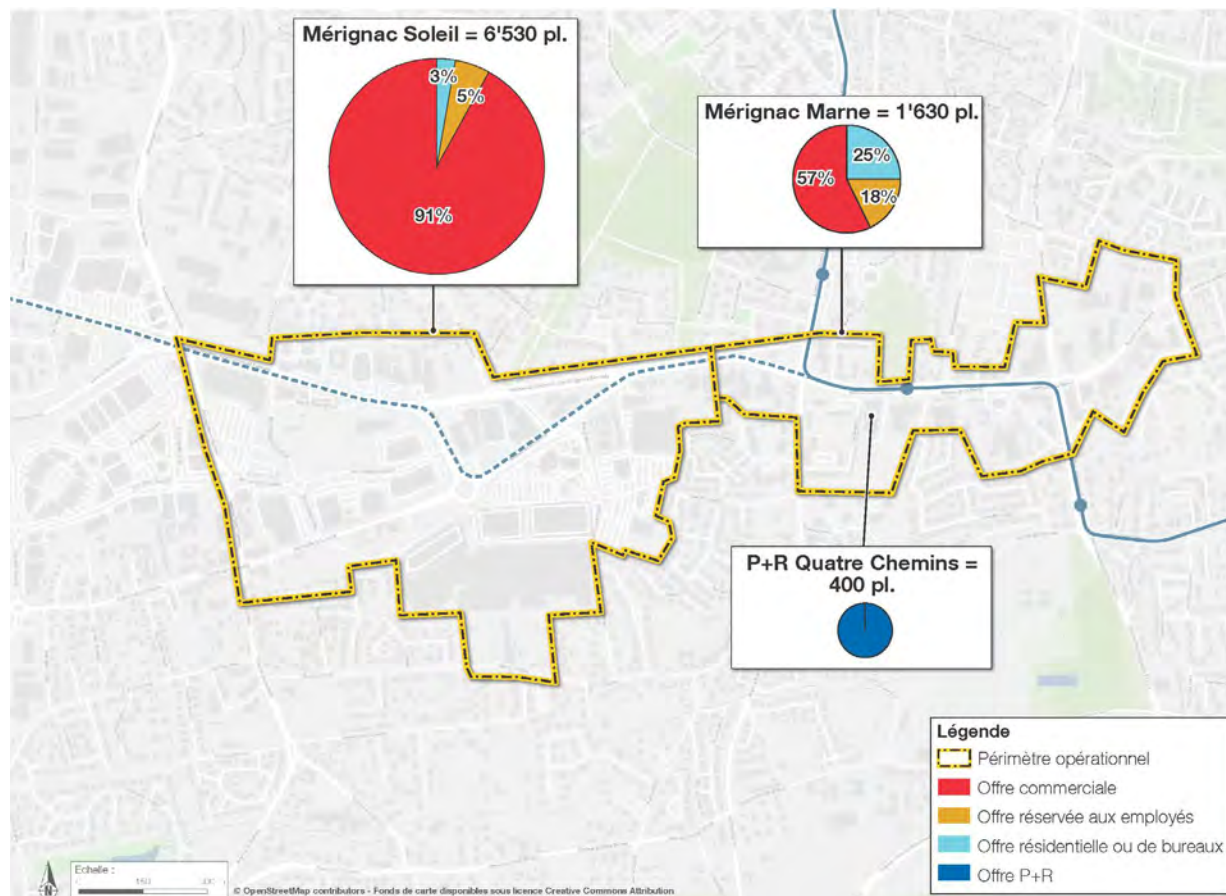 Mérignac Soleil = 6'530 pl.
3%
5%
91%
Mérignac Marne = 1'630 pl.
25%
57%
18%
P+R Quatre Chemins =
400 pl.
Légende
Périmètre opérationnel
Offre commerciale
Offre réservée aux employés
Offre résidentielle ou de bureaux
Offre P+R
N
Echelle :
150
300
© OpenStreetMap contributors - Fonds de carte disponibles sous licence Creative Commons Attribution